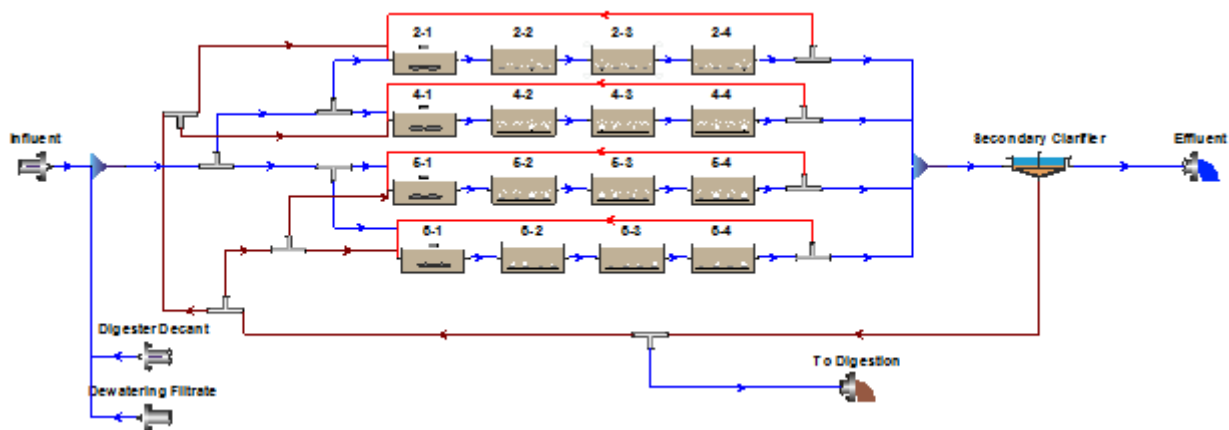 2-1 2-2 2-3 2-4
4-1 4-2 4-3 4-4
Influent
Secondary Clarifier
Effluent
5-1 5-2 5-3 5-4
6-1 6-2 6-3 6-4
Digester Decant
To Digestion
Dewatering Filtrate